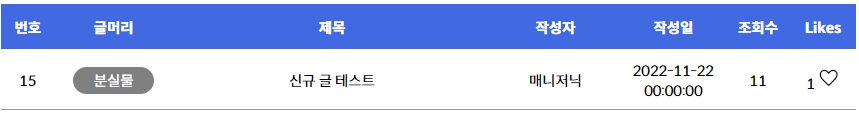 번호 글머리 제목 작성자 작성일 조회수 Likes
15 분실물 신규 글 테스트 매니저닉 2022-11-22 00:00:00 11 1